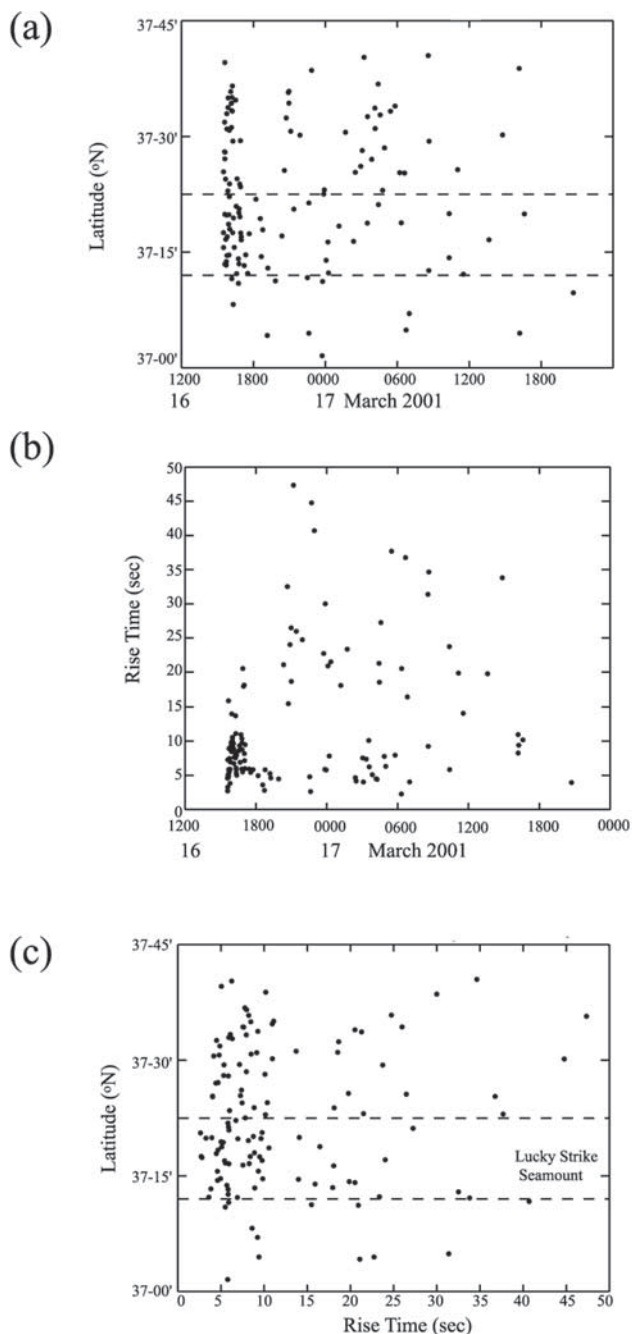 (a)
37-45'
37-30'
37-15'
37-00'
Latitude (ºN)
1200 1800 0000 0600 1200 1800
16 17 March 2001
(b)
50
45
40
35
30
25
20
15
10
5
0
Rise Time (sec)
1200 1800 0000 0600 1200 1800 0000
16 17 March 2001
(c)
37-45'
37-30'
37-15'
37-00'
Latitude (ºN)
Lucky Strike
Seamount
0 5 10 15 20 25 30 35 40 45 50
Rise Time (sec)